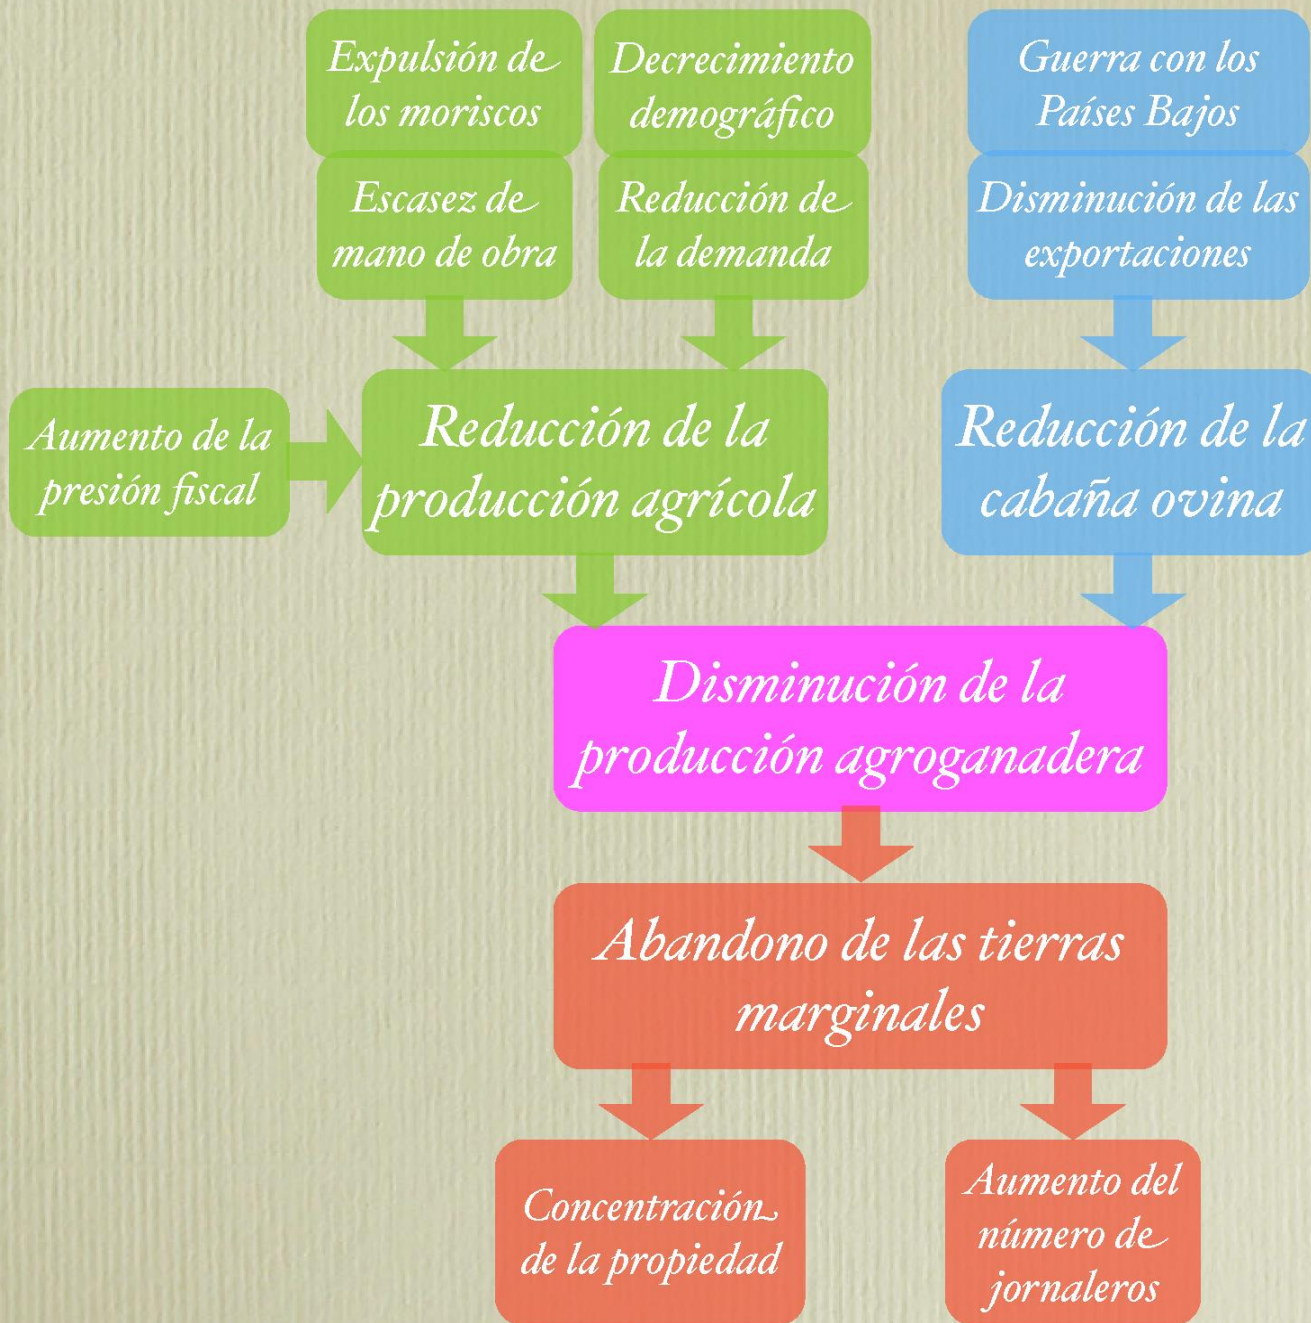 Expulsión de
los moriscos
Escasez de
mano de obra
Decrecimiento
demográfico
Reducción de
la demanda
Guerra con los
Países Bajos
Disminución de las
exportaciones
Aumento de la
presión fiscal
Reducción de la
producción agrícola
Reducción de la
cabaña ovina
Disminución de la
producción agroganadera
Abandono de las tierras
marginales
Concentración
de la propiedad
Aumento del
número de
jornaleros